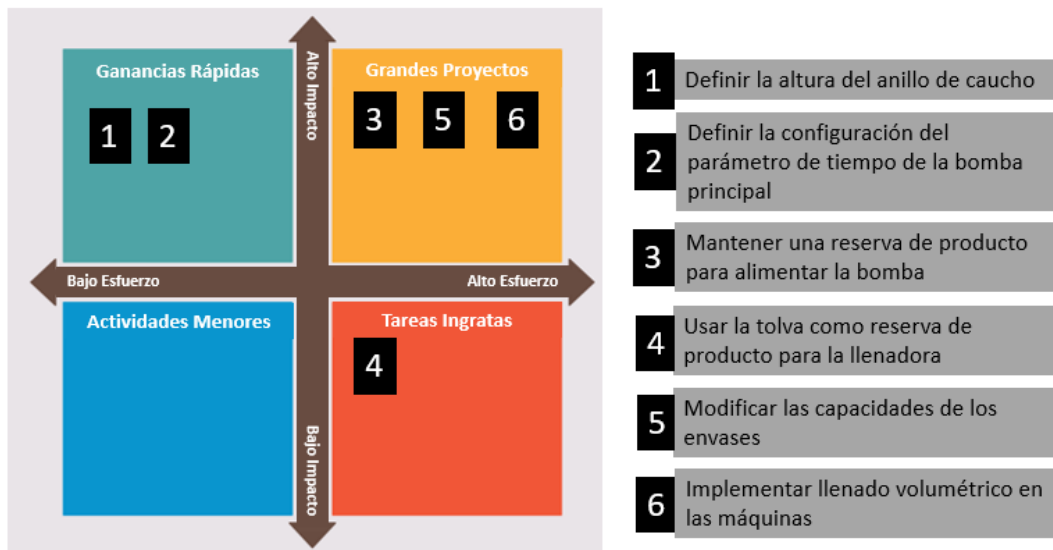 Alto Impacto
Ganancias Rápidas
Grandes Proyectos
1 2
3 5 6
Bajo Esfuerzo
Alto Esfuerzo
Actividades Menores
Tareas Ingratas
4
Bajo Impacto
1
Definir la altura del anillo de caucho
2
Definir la configuración del
parámetro de tiempo de la bomba
principal
3
Mantener una reserva de producto
para alimentar la bomba
4
Usar la tolva como reserva de
producto para la llenadora
5
Modificar las capacidades de los
envases
6
Implementar llenado volumétrico en
las máquinas